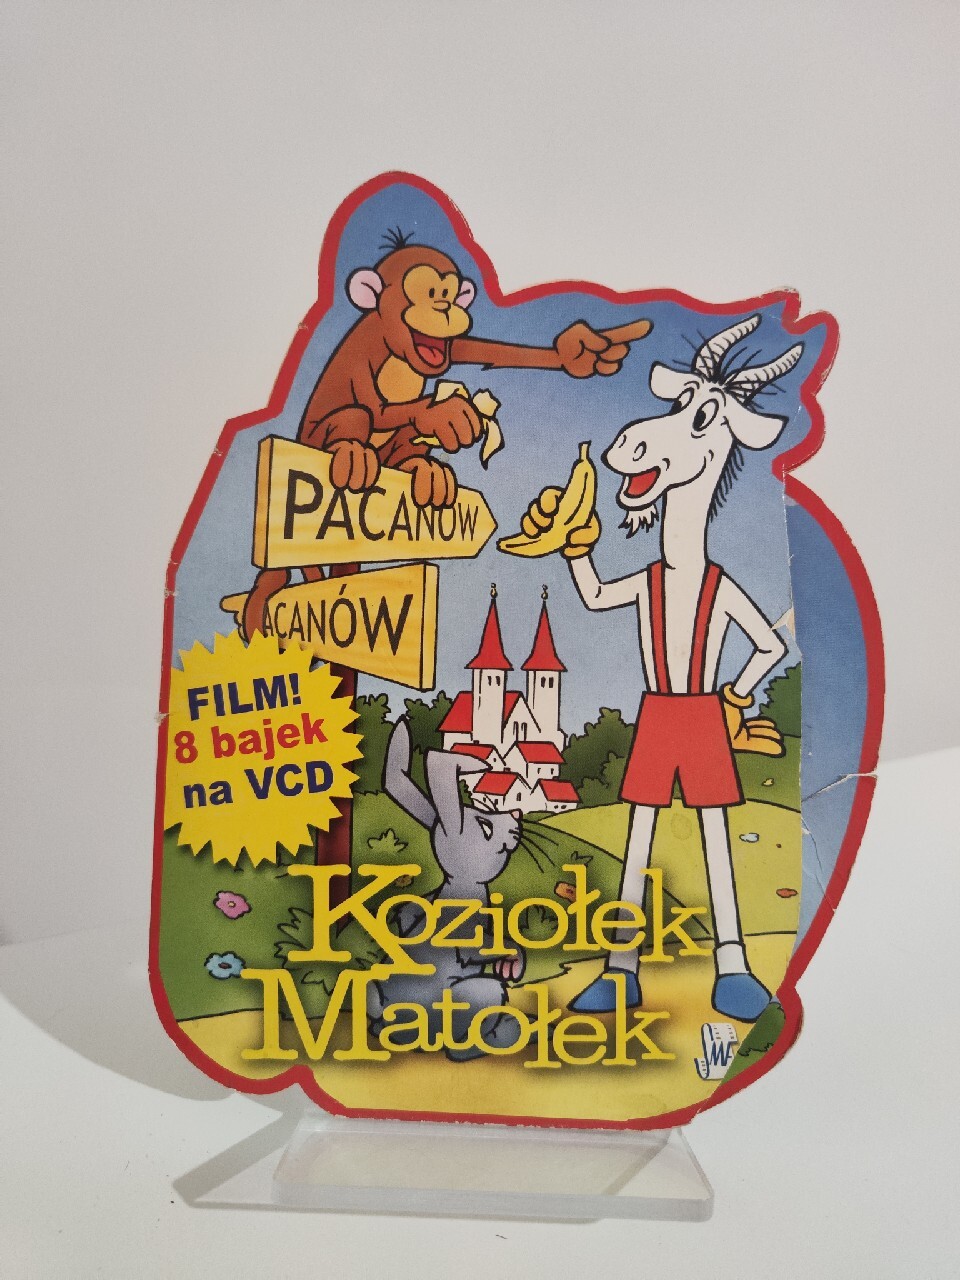 PACANÓW
ACANÓW
FILM!
8 bajek
na VCD
Koziołek
Matołek